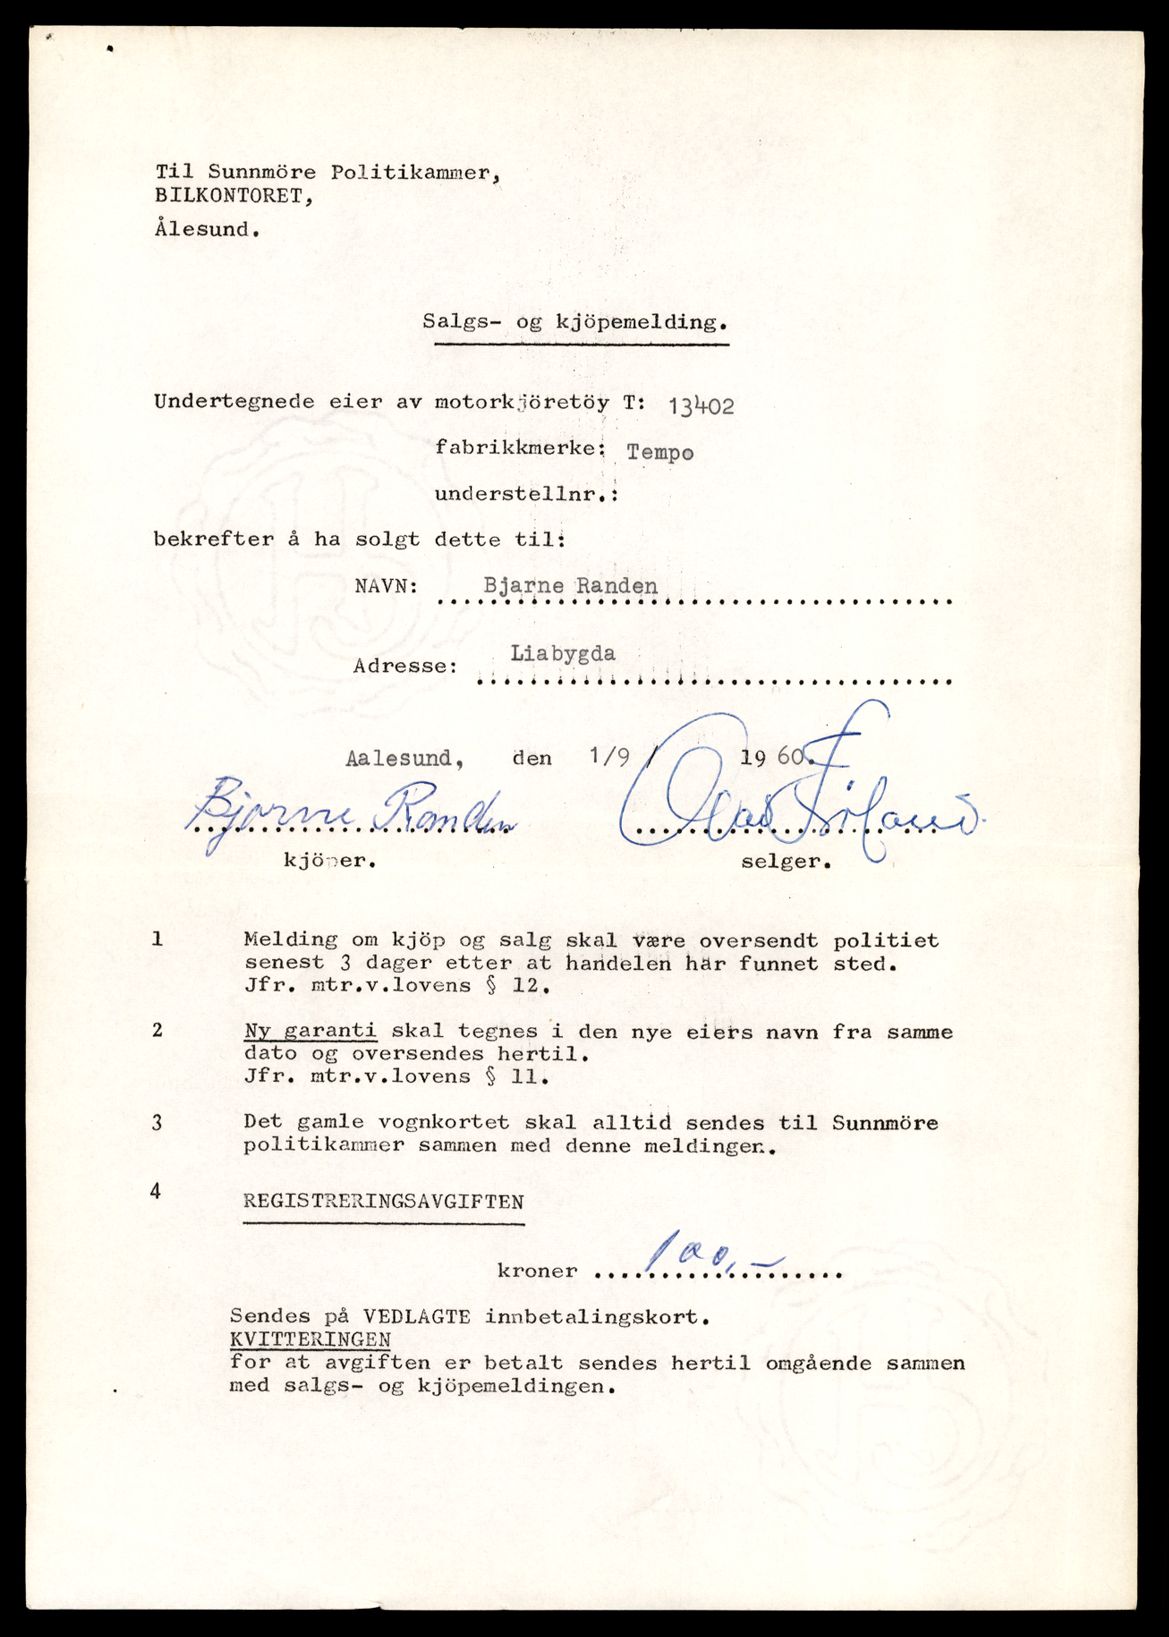 Til Sunnmöre Politikammer,
BILKONTORET,
Ålesund.
Salgs- og kjöpemelding.
Undertegnede eier av motorkjöretöy T: 13402
fabrikkmerke: Tempo
understellnr.:
bekrefter å ha solgt dette til:
NAVN: Bjarne Randen
Adresse: Liabygda
Aalesund, den 1/9 / 1960.
Bjarne Randen
kjöper. selger.
1 Melding om kjöp og salg skal være oversendt politiet
senest 3 dager etter at handelen har funnet sted.
Jfr. mtr.v.lovens § 12.
2 Ny garanti skal tegnes i den nye eiers navn fra samme
dato og oversendes hertil.
Jfr. mtr.v.lovens § 11.
3 Det gamle vognkortet skal alltid sendes til Sunnmöre
politikammer sammen med denne meldingen.
4 REGISTRERINGSAVGIFTEN
kroner 100,-
Sendes på VEDLAGTE innbetalingskort.
KVITTERINGEN
for at avgiften er betalt sendes hertil omgående sammen
med salgs- og kjöpemeldingen.